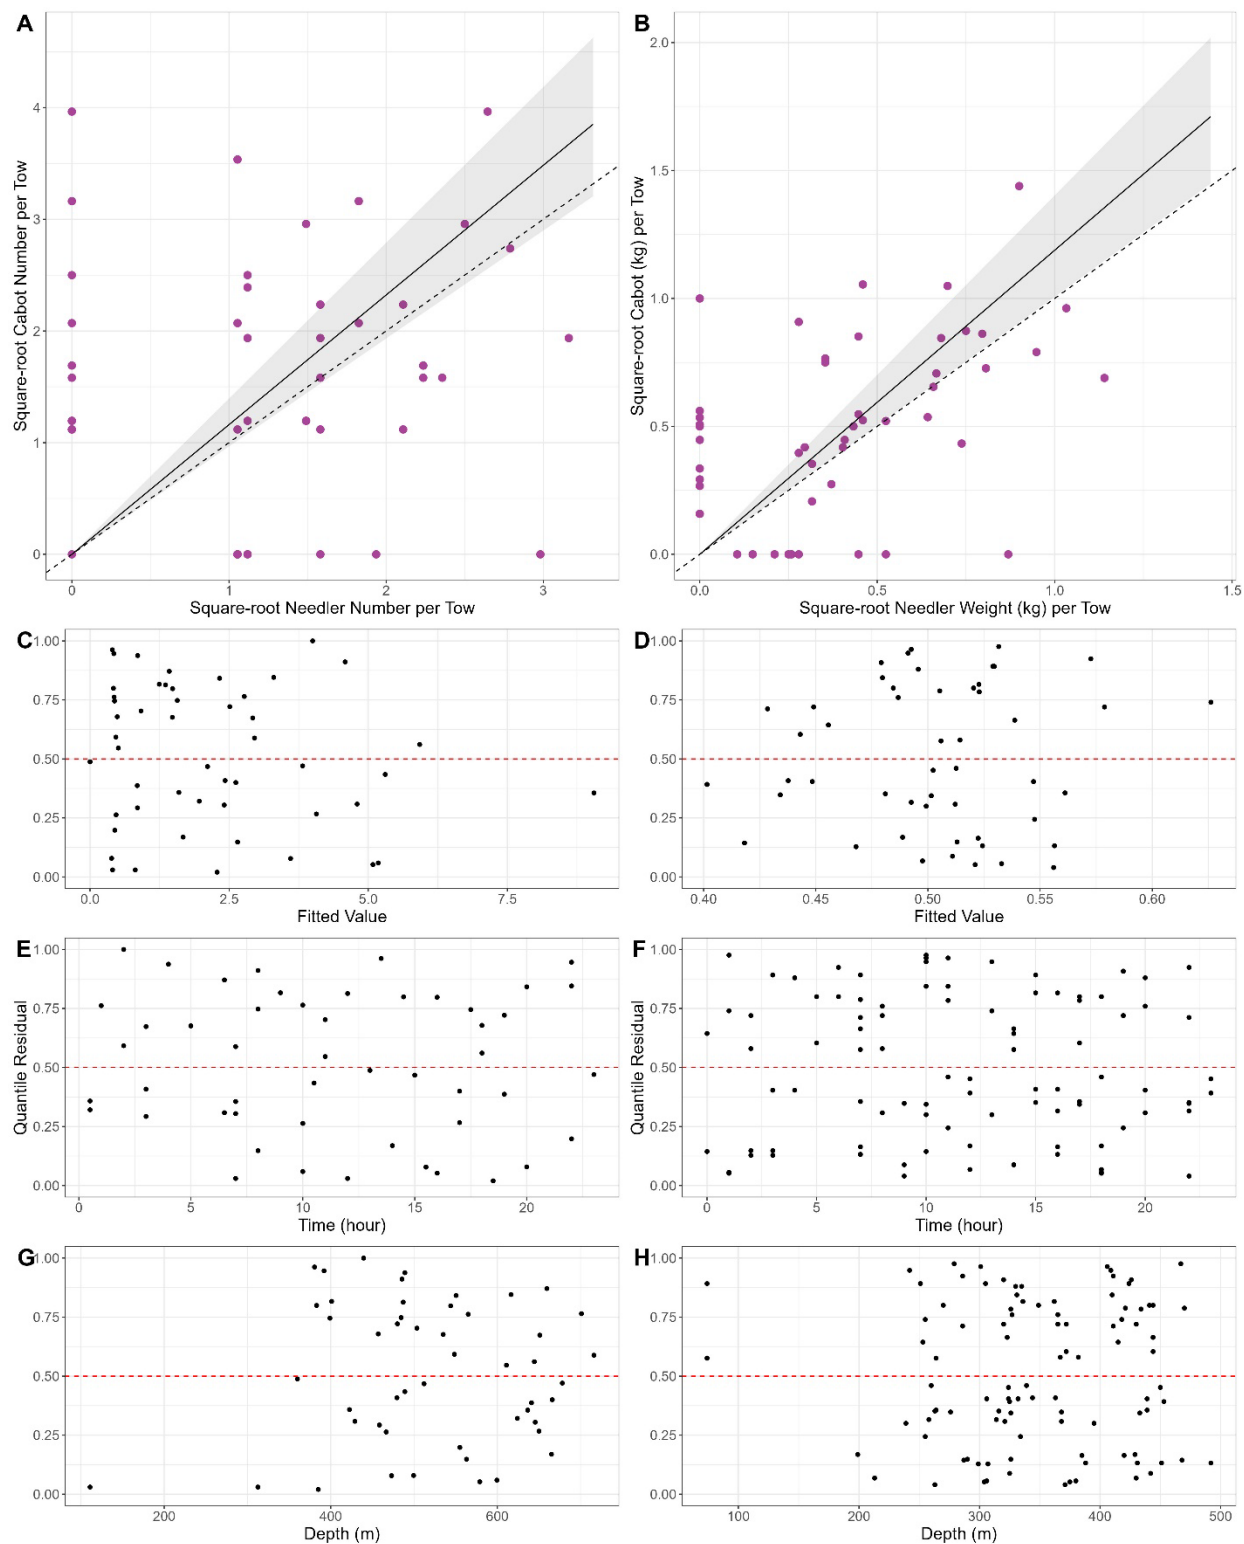 A
B
4
3
2
1
0
Square-root Cabot Number per Tow
0 1 2 3
Square-root Needler Number per Tow
2.0
1.5
1.0
0.5
0.0
Square-root Cabot (kg) per Tow
0.0 0.5 1.0 1.5
Square-root Needler Weight (kg) per Tow
C
1.00
0.75
0.50
0.25
0.00
0.0 2.5 5.0 7.5
Fitted Value
D
1.00
0.75
0.50
0.25
0.00
0.40 0.45 0.50 0.55 0.60
Fitted Value
E
1.00
0.75
0.50
0.25
0.00
Quantile Residual
0 5 10 15 20
Time (hour)
F
1.00
0.75
0.50
0.25
0.00
Quantile Residual
0 5 10 15 20
Time (hour)
G
1.00
0.75
0.50
0.25
0.00
200 400 600
Depth (m)
H
1.00
0.75
0.50
0.25
0.00
100 200 300 400 500
Depth (m)